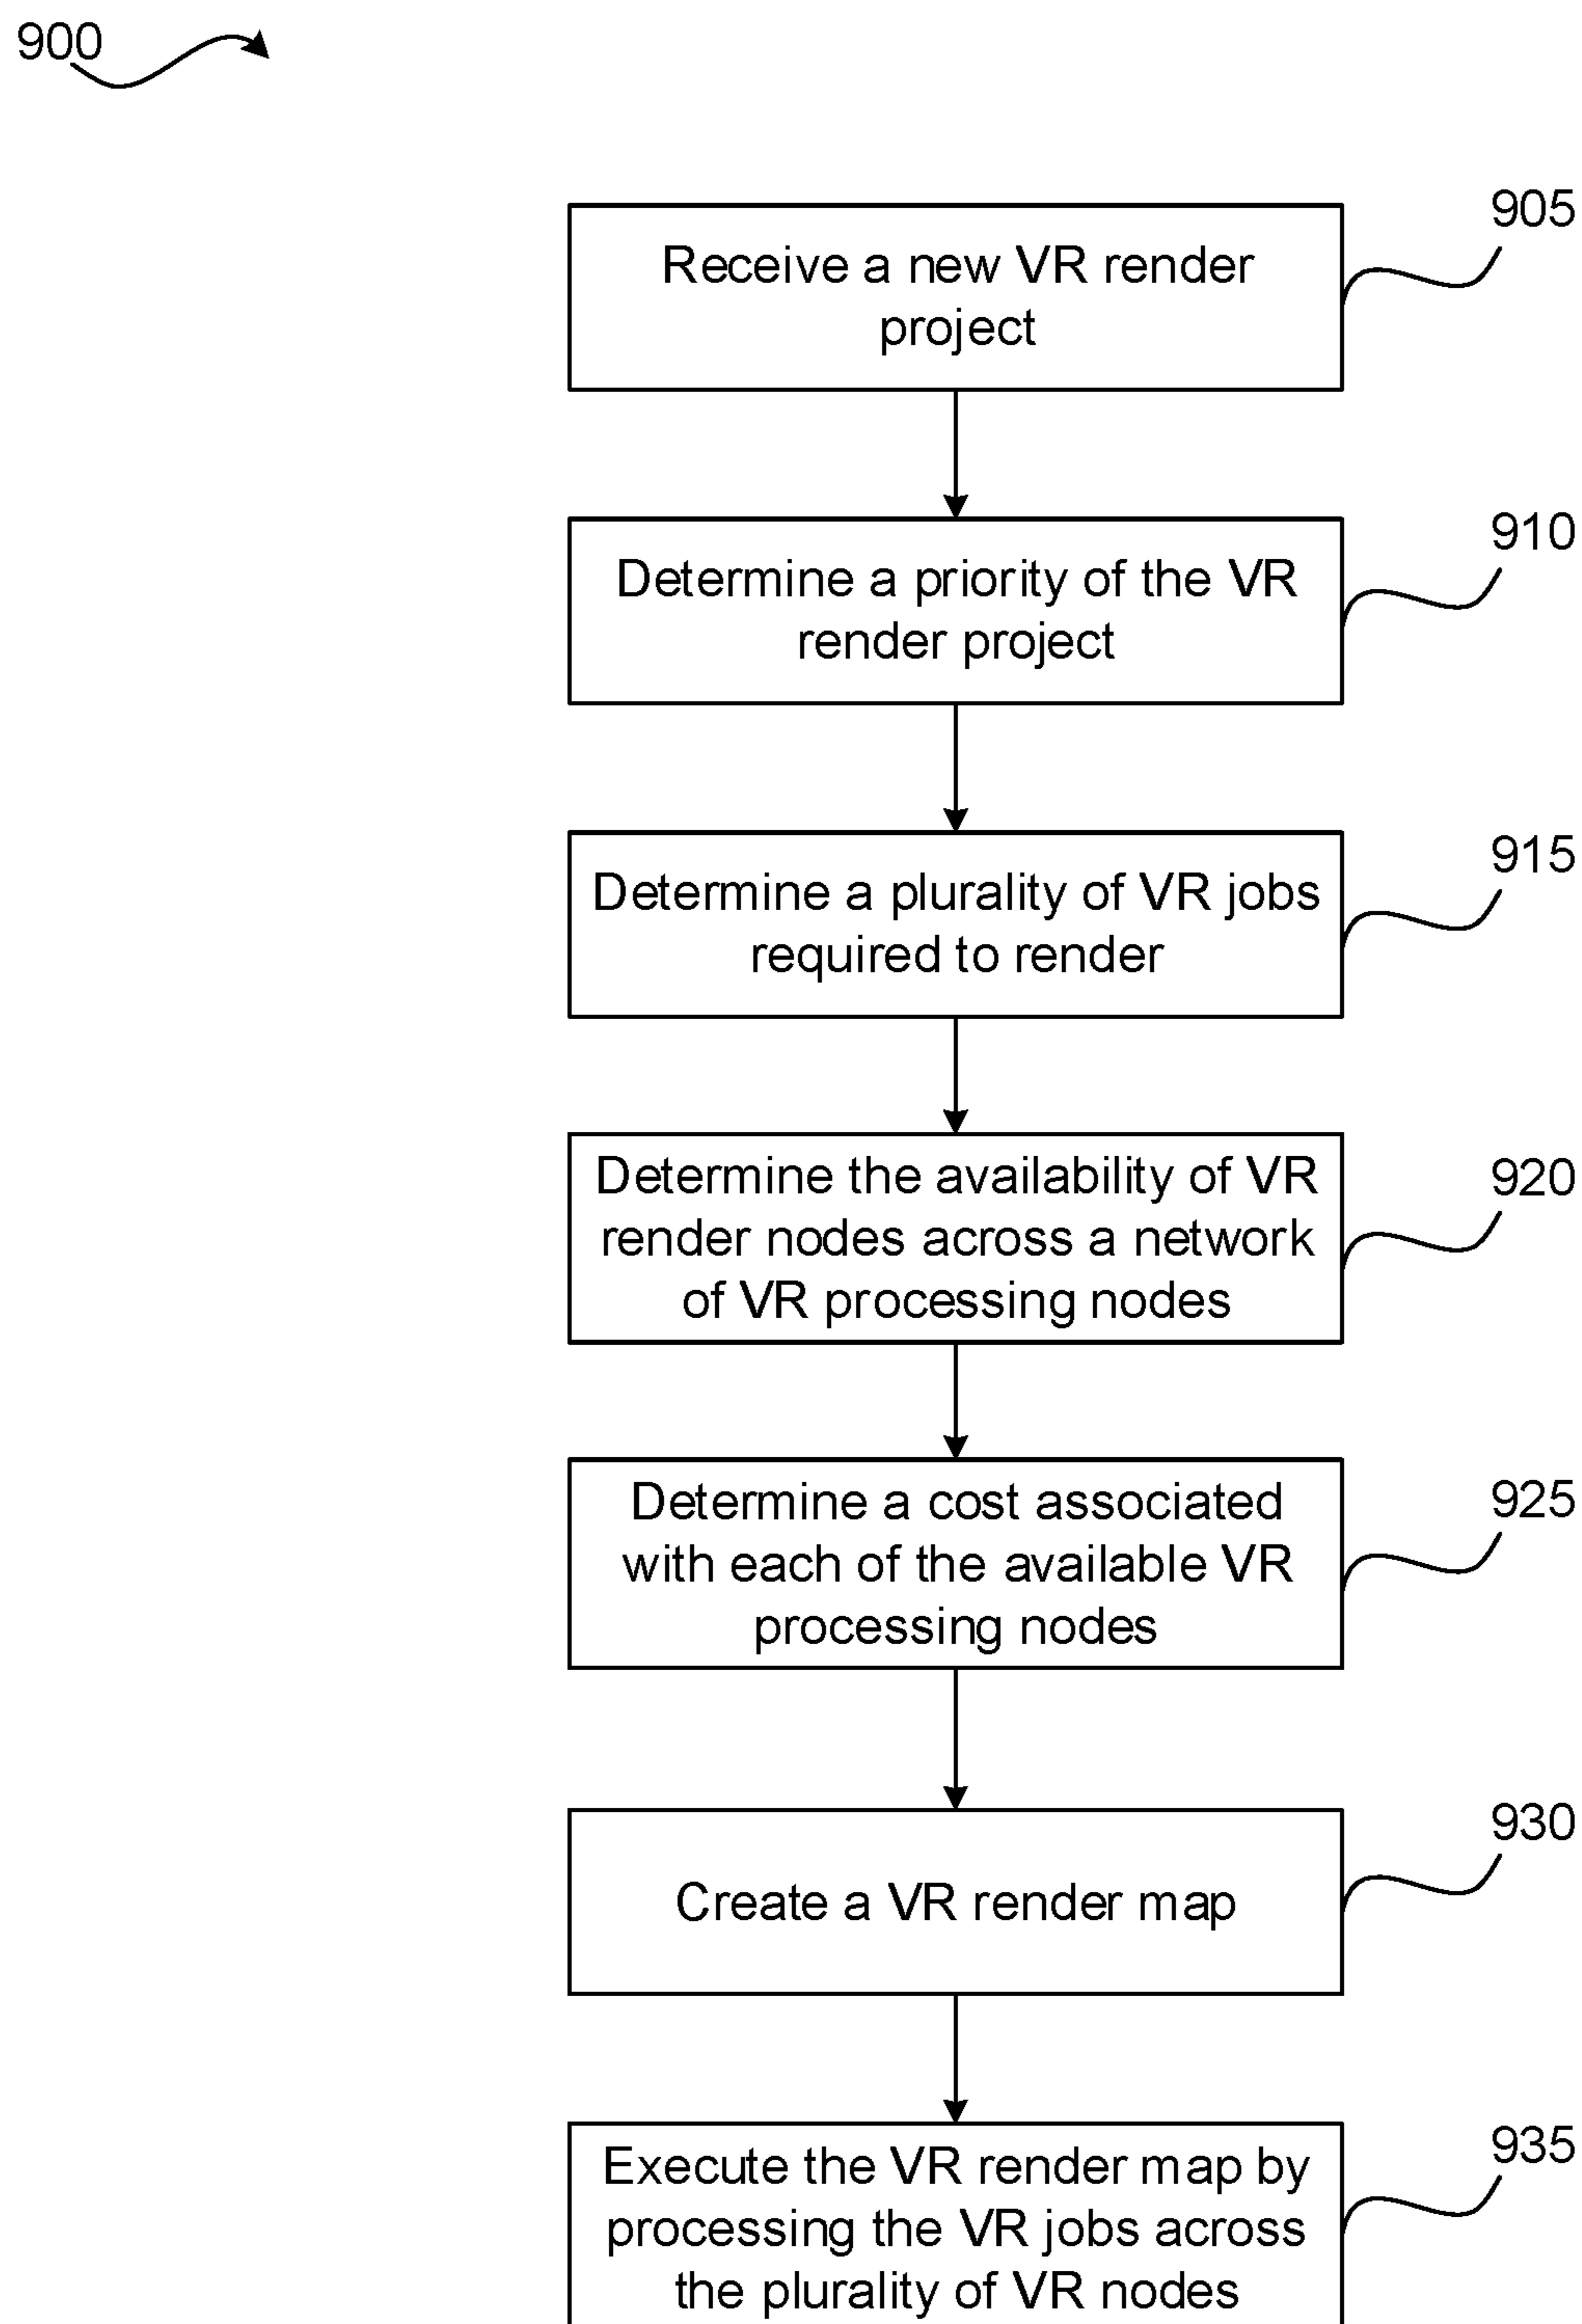 900
905
Receive a new VR render
project
910
Determine a priority of the VR
render project
915
Determine a plurality of VR jobs
required to render
920
Determine the availability of VR
render nodes across a network
of VR processing nodes
925
Determine a cost associated
with each of the available VR
processing nodes
930
Create a VR render map
935
Execute the VR render map by
processing the VR jobs across
the plurality of VR nodes